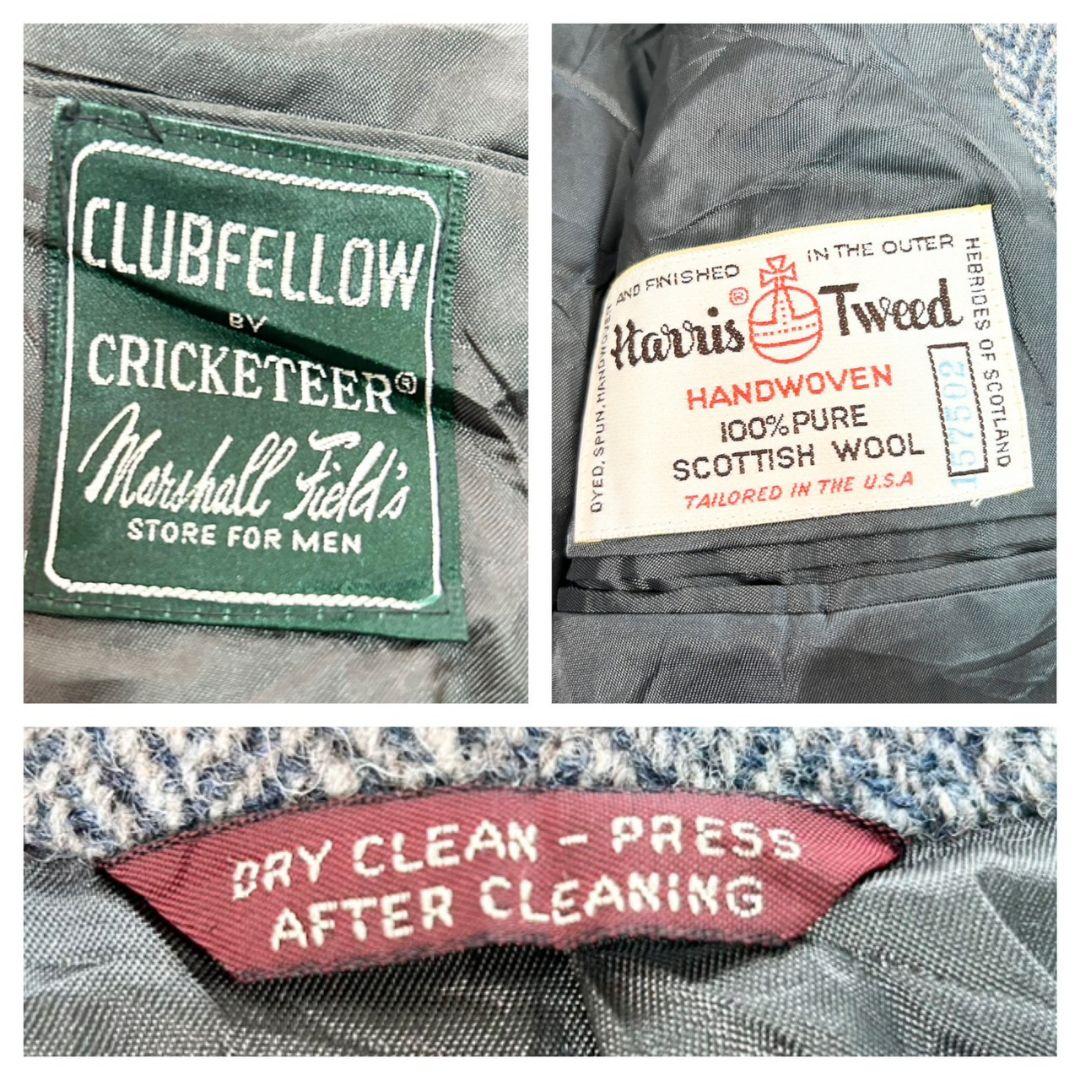 CLUBFELLOW
BY
CRICKETEER®
Marshall Field's
STORE FOR MEN
DYED, SPUN, HANDWOVEN AND FINISHED IN THE OUTER HEBRIDES OF SCOTLAND
Harris® Tweed
HANDWOVEN
100% PURE
SCOTTISH WOOL
TAILORED IN THE U.S.A
157502
DRY CLEAN – PRESS
AFTER CLEANING